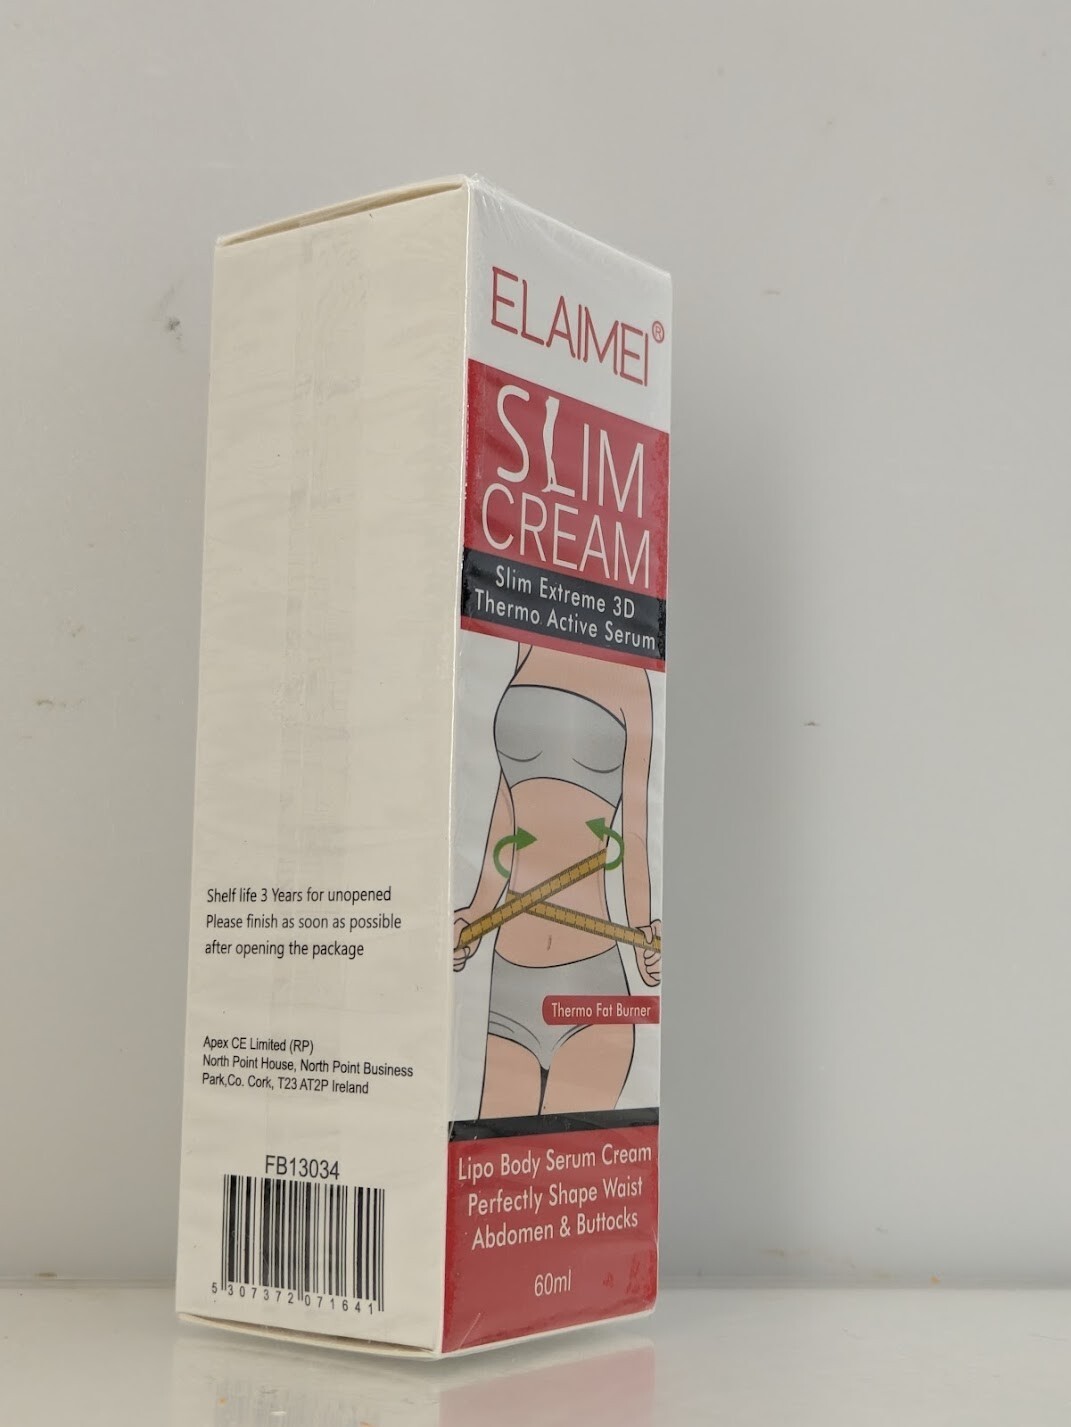 ELAIMEI®
SLIM
CREAM
Slim Extreme 3D
Thermo Active Serum
Thermo Fat Burner
Lipo Body Serum Cream
Perfectly Shape Waist
Abdomen & Buttocks
60ml
Shelf life 3 Years for unopened
Please finish as soon as possible
after opening the package
Apex CE Limited (RP)
North Point House, North Point Business
Park,Co. Cork, T23 AT2P Ireland
FB13034
5 307372 071641